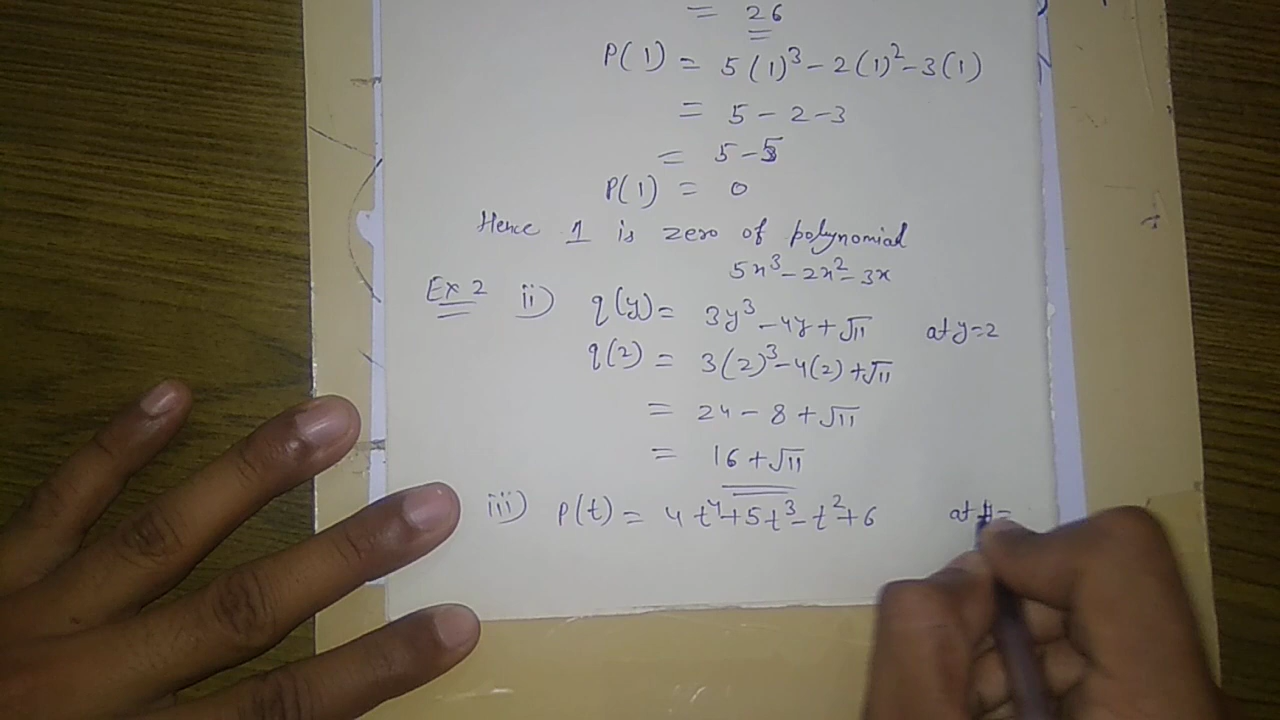 = 26
P(1) = 5(1)³-2(1)²-3(1)
= 5 - 2 - 3
= 5 - 5
P(1) = 0
Hence 1 is zero of polynomial
5x³-2x²-3x
Ex 2 ii) q(y) = 3y³-4y+√11 at y=2
q(2) = 3(2)³-4(2)+√11
= 24 - 8 + √11
= 16+√11
iii) p(t) = 4t⁴+5t³-t²+6 at t=